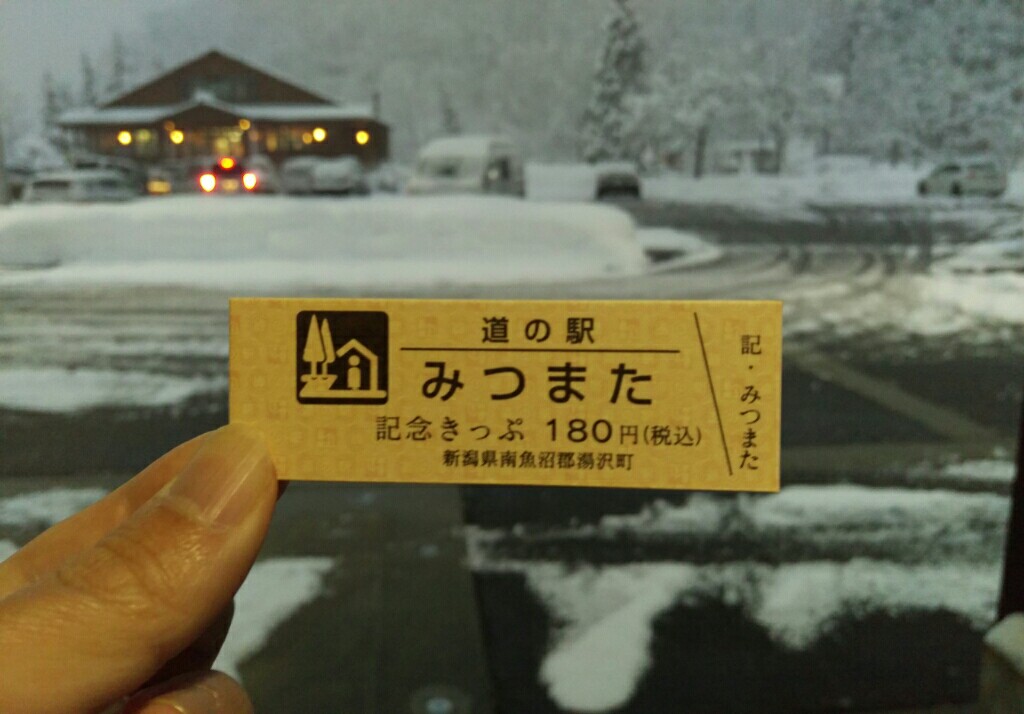 道の駅
みつまた
記念きっぷ 180円(税込)
新潟県南魚沼郡湯沢町
記・みつまた